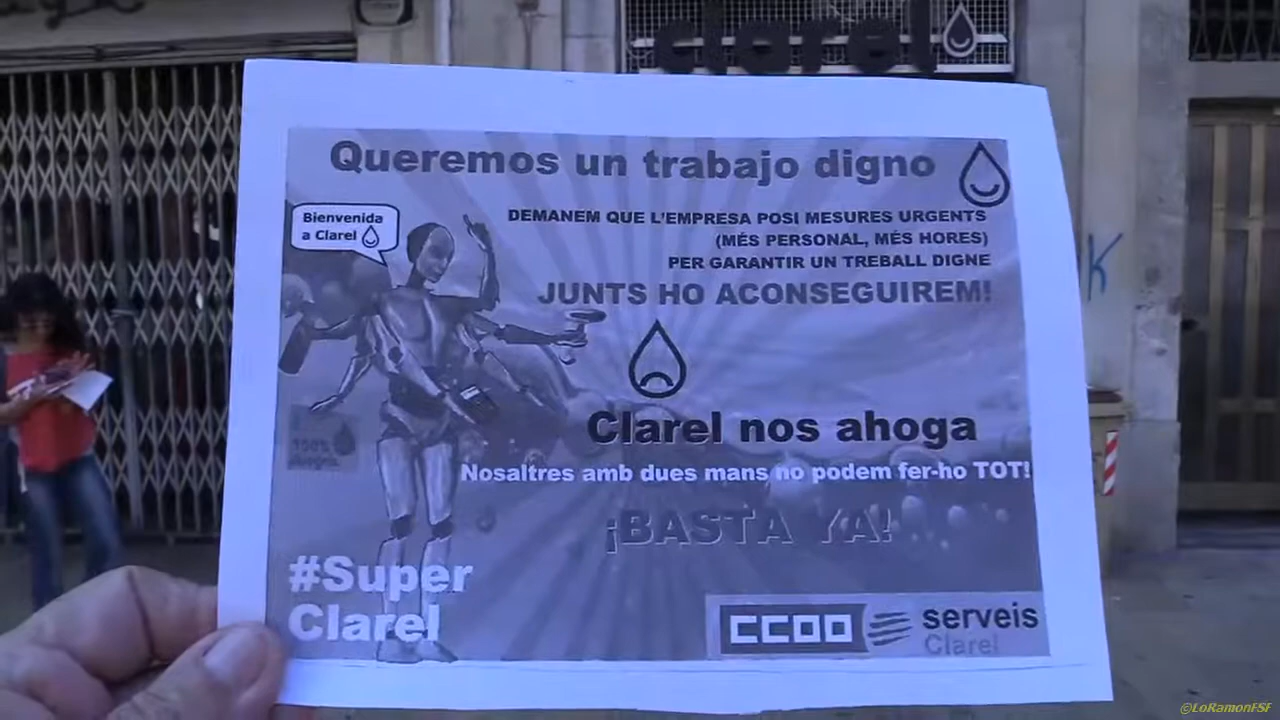 clarel
Queremos un trabajo digno
Bienvenida
a Clarel
DEMANEM QUE L'EMPRESA POSI MESURES URGENTS
(MÉS PERSONAL, MÉS HORES)
PER GARANTIR UN TREBALL DIGNE
JUNTS HO ACONSEGUIREM!
Clarel nos ahoga
100%
Nosaltres amb dues mans no podem fer-ho TOT!
¡BASTA YA!
#Super
Clarel
CCOO serveis
Clarel
K
©LoRamonFSF